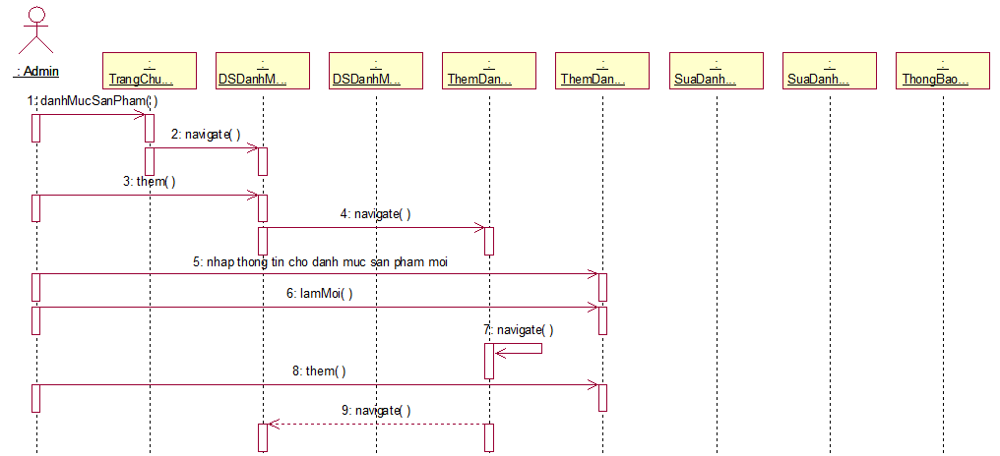 : Admin
:
TrangChu...
:
DSDanhM...
:
DSDanhM...
:
ThemDan...
:
ThemDan...
:
SuaDanh...
:
SuaDanh...
:
ThongBao...
1: danhMucSanPham( )
2: navigate( )
3: them( )
4: navigate( )
5: nhap thong tin cho danh muc san pham moi
6: lamMoi( )
7: navigate( )
8: them( )
9: navigate( )